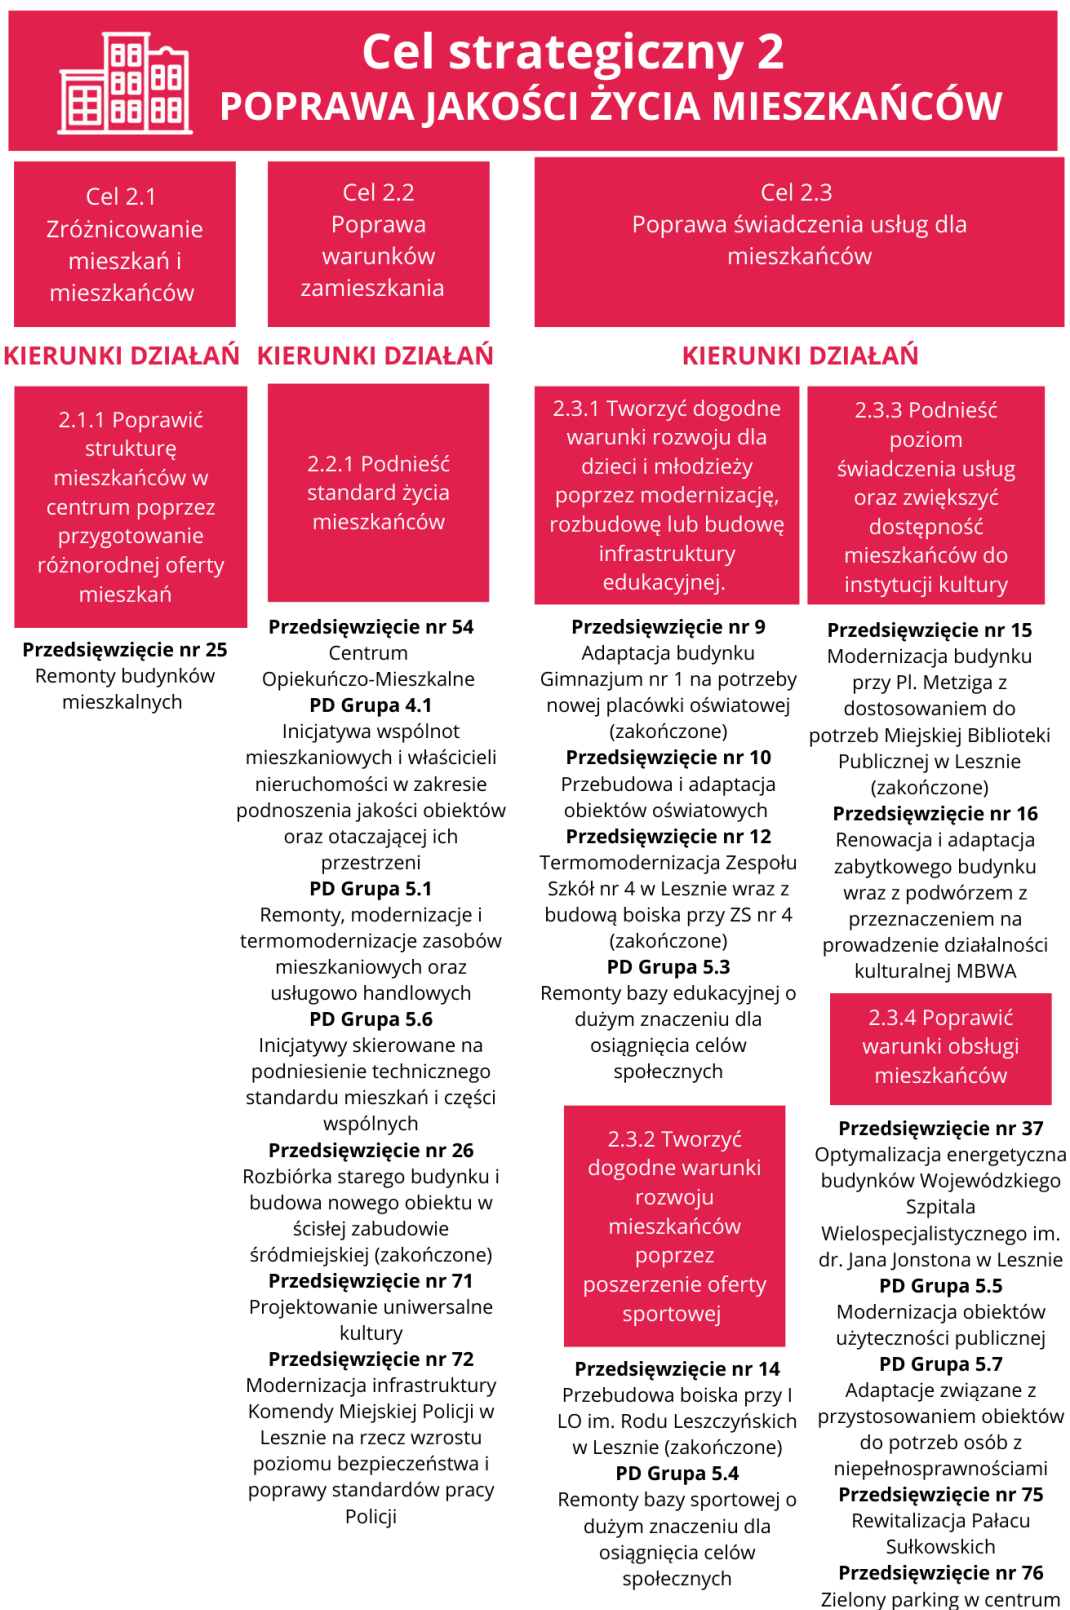 Cel strategiczny 2
POPRAWA JAKOŚCI ŻYCIA MIESZKAŃCÓW
Cel 2.1
Zróżnicowanie
mieszkań i
mieszkańców
KIERUNKI DZIAŁAŃ
2.1.1 Poprawić
strukturę
mieszkańców w
centrum poprzez
przygotowanie
różnorodnej oferty
mieszkań
Przedsięwzięcie nr 25
Remonty budynków
mieszkalnych
Cel 2.2
Poprawa
warunków
zamieszkania
KIERUNKI DZIAŁAŃ
2.2.1 Podnieść
standard życia
mieszkańców
Przedsięwzięcie nr 54
Centrum
Opiekuńczo-Mieszkalne
PD Grupa 4.1
Inicjatywa wspólnot
mieszkaniowych i właścicieli
nieruchomości w zakresie
podnoszenia jakości obiektów
oraz otaczającej ich
przestrzeni
PD Grupa 5.1
Remonty, modernizacje i
termomodernizacje zasobów
mieszkaniowych oraz
usługowo handlowych
PD Grupa 5.6
Inicjatywy skierowane na
podniesienie technicznego
standardu mieszkań i części
wspólnych
Przedsięwzięcie nr 26
Rozbiórka starego budynku i
budowa nowego obiektu w
ścisłej zabudowie
śródmiejskiej (zakończone)
Przedsięwzięcie nr 71
Projektowanie uniwersalne
kultury
Przedsięwzięcie nr 72
Modernizacja infrastruktury
Komendy Miejskiej Policji w
Lesznie na rzecz wzrostu
poziomu bezpieczeństwa i
poprawy standardów pracy
Policji
Cel 2.3
Poprawa świadczenia usług dla
mieszkańców
KIERUNKI DZIAŁAŃ
2.3.1 Tworzyć dogodne
warunki rozwoju dla
dzieci i młodzieży
poprzez modernizację,
rozbudowę lub budowę
infrastruktury
edukacyjnej.
Przedsięwzięcie nr 9
Adaptacja budynku
Gimnazjum nr 1 na potrzeby
nowej placówki oświatowej
(zakończone)
Przedsięwzięcie nr 10
Przebudowa i adaptacja
obiektów oświatowych
Przedsięwzięcie nr 12
Termomodernizacja Zespołu
Szkół nr 4 w Lesznie wraz z
budową boiska przy ZS nr 4
(zakończone)
PD Grupa 5.3
Remonty bazy edukacyjnej o
dużym znaczeniu dla
osiągnięcia celów
społecznych
2.3.2 Tworzyć
dogodne warunki
rozwoju
mieszkańców
poprzez
poszerzenie oferty
sportowej
Przedsięwzięcie nr 14
Przebudowa boiska przy I
LO im. Rodu Leszczyńskich
w Lesznie (zakończone)
PD Grupa 5.4
Remonty bazy sportowej o
dużym znaczeniu dla
osiągnięcia celów
społecznych
2.3.3 Podnieść
poziom
świadczenia usług
oraz zwiększyć
dostępność
mieszkańców do
instytucji kultury
Przedsięwzięcie nr 15
Modernizacja budynku
przy Pl. Metziga z
dostosowaniem do
potrzeb Miejskiej Biblioteki
Publicznej w Lesznie
(zakończone)
Przedsięwzięcie nr 16
Renowacja i adaptacja
zabytkowego budynku
wraz z podwórzem z
przeznaczeniem na
prowadzenie działalności
kulturalnej MBWA
2.3.4 Poprawić
warunki obsługi
mieszkańców
Przedsięwzięcie nr 37
Optymalizacja energetyczna
budynków Wojewódzkiego
Szpitala
Wielospecjalistycznego im.
dr. Jana Jonstona w Lesznie
PD Grupa 5.5
Modernizacja obiektów
użyteczności publicznej
PD Grupa 5.7
Adaptacje związane z
przystosowaniem obiektów
do potrzeb osób z
niepełnosprawnościami
Przedsięwzięcie nr 75
Rewitalizacja Pałacu
Sułkowskich
Przedsięwzięcie nr 76
Zielony parking w centrum